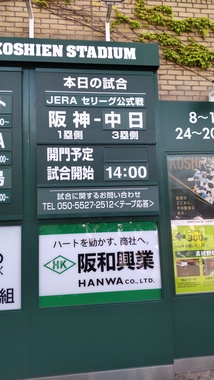 KOSHIEN STADIUM
本日の試合
JERA セリーグ公式戦
阪神-中日
1塁側 3塁側
開門予定
試合開始 14:00
試合に関するお問い合わせ
TEL 050-5527-2512<テープ応答>
ハートを動かす、商社へ。
HK 阪和興業
HANWA CO., LTD.
組
8~1
24~20
KOSHIEN
300